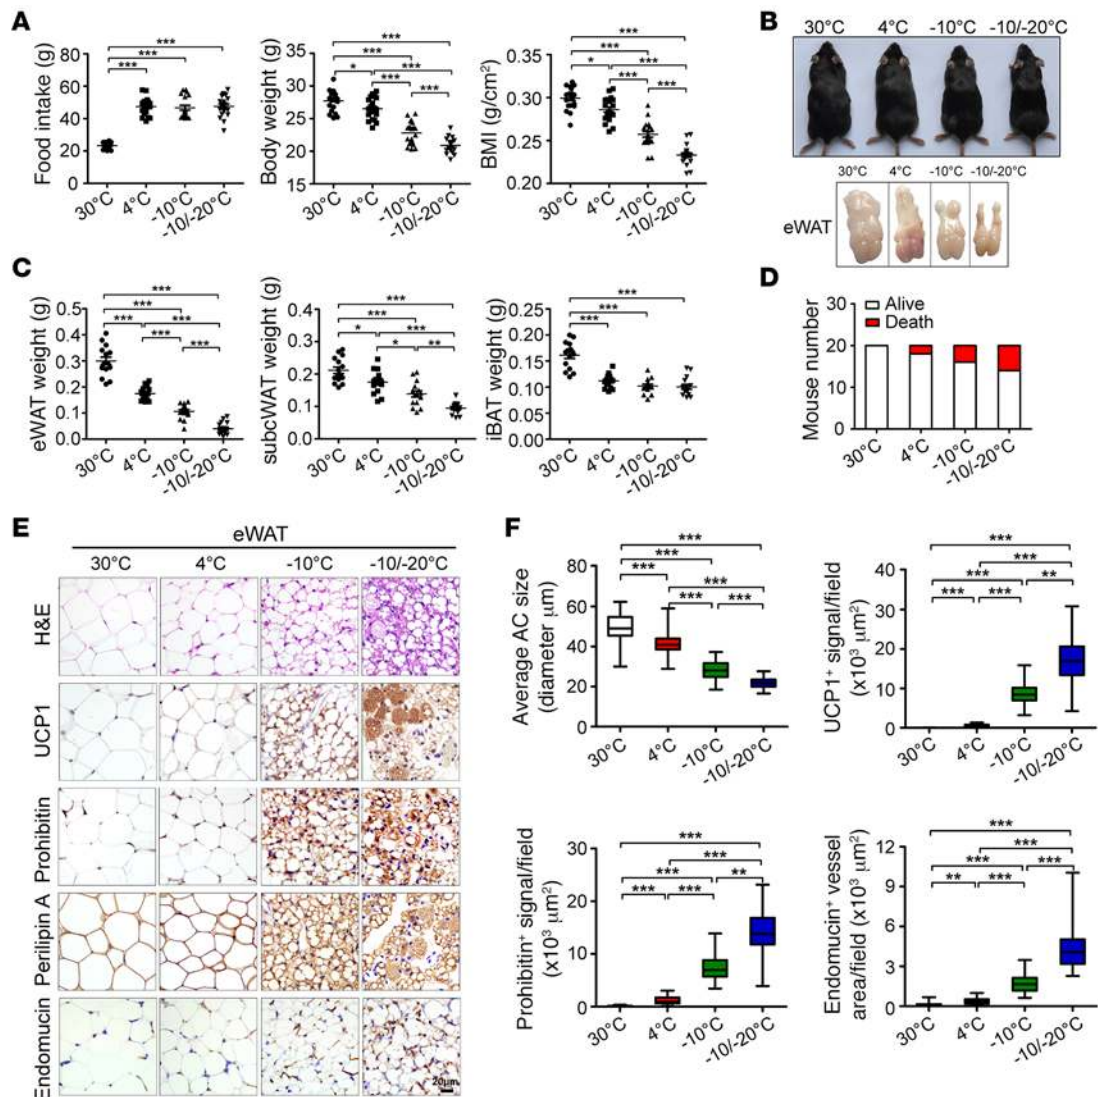 A
Food intake (g)
80
60
40
20
0
***
***
***
30°C
4°C
-10°C
-10/-20°C
Body weight (g)
35
30
25
20
15
***
***
*
***
***
***
30°C
4°C
-10°C
-10/-20°C
BMI (g/cm2)
0.35
0.30
0.25
0.20
***
***
*
***
***
***
30°C
4°C
-10°C
-10/-20°C
B
30°C 4°C -10°C -10/-20°C
30°C 4°C -10°C -10/-20°C
eWAT
C
eWAT weight (g)
0.5
0.4
0.3
0.2
0.1
0.0
***
***
***
***
***
***
30°C
4°C
-10°C
-10/-20°C
subcWAT weight (g)
0.4
0.3
0.2
0.1
0.0
***
***
*
***
*
**
30°C
4°C
-10°C
-10/-20°C
iBAT weight (g)
0.25
0.20
0.15
0.10
0.05
0.00
***
***
***
30°C
4°C
-10°C
-10/-20°C
D
Alive
Death
Mouse number
30
20
10
0
30°C
4°C
-10°C
-10/-20°C
E
eWAT
30°C 4°C -10°C -10/-20°C
H&E
UCP1
Prohibitin
Perilipin A
Endomucin
20μm
F
Average AC size
(diameter μm)
80
60
40
20
0
***
***
***
***
***
***
30°C
4°C
-10°C
-10/-20°C
UCP1+ signal/field
(x10³ μm²)
40
30
20
10
0
***
***
***
**
***
***
30°C
4°C
-10°C
-10/-20°C
Prohibitin+ signal/field
(x10³ μm²)
30
20
10
0
***
***
***
**
***
***
30°C
4°C
-10°C
-10/-20°C
Endomucin+ vessel
area/field (x10³ μm²)
12
9
6
3
0
***
***
***
***
**
***
30°C
4°C
-10°C
-10/-20°C